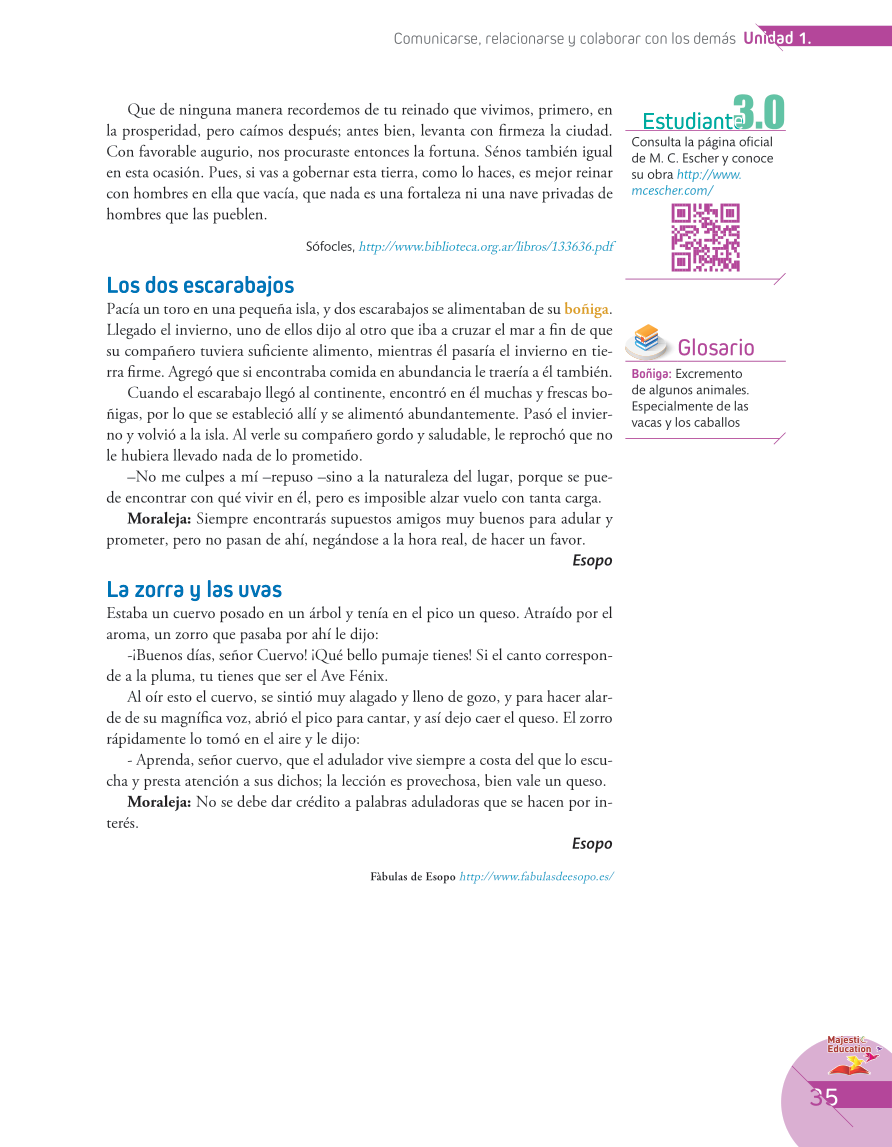 Comunicarse, relacionarse y colaborar con los demás Unidad 1.
Que de ninguna manera recordemos de tu reinado que vivimos, primero, en
la prosperidad, pero caímos después; antes bien, levanta con firmeza la ciudad.
Con favorable augurio, nos procuraste entonces la fortuna. Sénos también igual
en esta ocasión. Pues, si vas a gobernar esta tierra, como lo haces, es mejor reinar
con hombres en ella que vacía, que nada es una fortaleza ni una nave privadas de
hombres que las pueblen.
Sófocles, http://www.biblioteca.org.ar/libros/133636.pdf
Los dos escarabajos
Pacía un toro en una pequeña isla, y dos escarabajos se alimentaban de su boñiga.
Llegado el invierno, uno de ellos dijo al otro que iba a cruzar el mar a fin de que
su compañero tuviera suficiente alimento, mientras él pasaría el invierno en tie-
rra firme. Agregó que si encontraba comida en abundancia le traería a él también.
Cuando el escarabajo llegó al continente, encontró en él muchas y frescas bo-
ñigas, por lo que se estableció allí y se alimentó abundantemente. Pasó el invier-
no y volvió a la isla. Al verle su compañero gordo y saludable, le reprochó que no
le hubiera llevado nada de lo prometido.
–No me culpes a mí –repuso –sino a la naturaleza del lugar, porque se pue-
de encontrar con qué vivir en él, pero es imposible alzar vuelo con tanta carga.
Moraleja: Siempre encontrarás supuestos amigos muy buenos para adular y
prometer, pero no pasan de ahí, negándose a la hora real, de hacer un favor.
Esopo
La zorra y las uvas
Estaba un cuervo posado en un árbol y tenía en el pico un queso. Atraído por el
aroma, un zorro que pasaba por ahí le dijo:
-¡Buenos días, señor Cuervo! ¡Qué bello pumaje tienes! Si el canto correspon-
de a la pluma, tu tienes que ser el Ave Fénix.
Al oír esto el cuervo, se sintió muy alagado y lleno de gozo, y para hacer alar-
de de su magnífica voz, abrió el pico para cantar, y así dejo caer el queso. El zorro
rápidamente lo tomó en el aire y le dijo:
- Aprenda, señor cuervo, que el adulador vive siempre a costa del que lo escu-
cha y presta atención a sus dichos; la lección es provechosa, bien vale un queso.
Moraleja: No se debe dar crédito a palabras aduladoras que se hacen por in-
terés.
Esopo
Fàbulas de Esopo http://www.fabulasdeesopo.es/
Estudiante 3.0
Consulta la página oficial
de M. C. Escher y conoce
su obra http://www.
mcescher.com/
Glosario
Boñiga: Excremento
de algunos animales.
Especialmente de las
vacas y los caballos
Majestic
Education
35